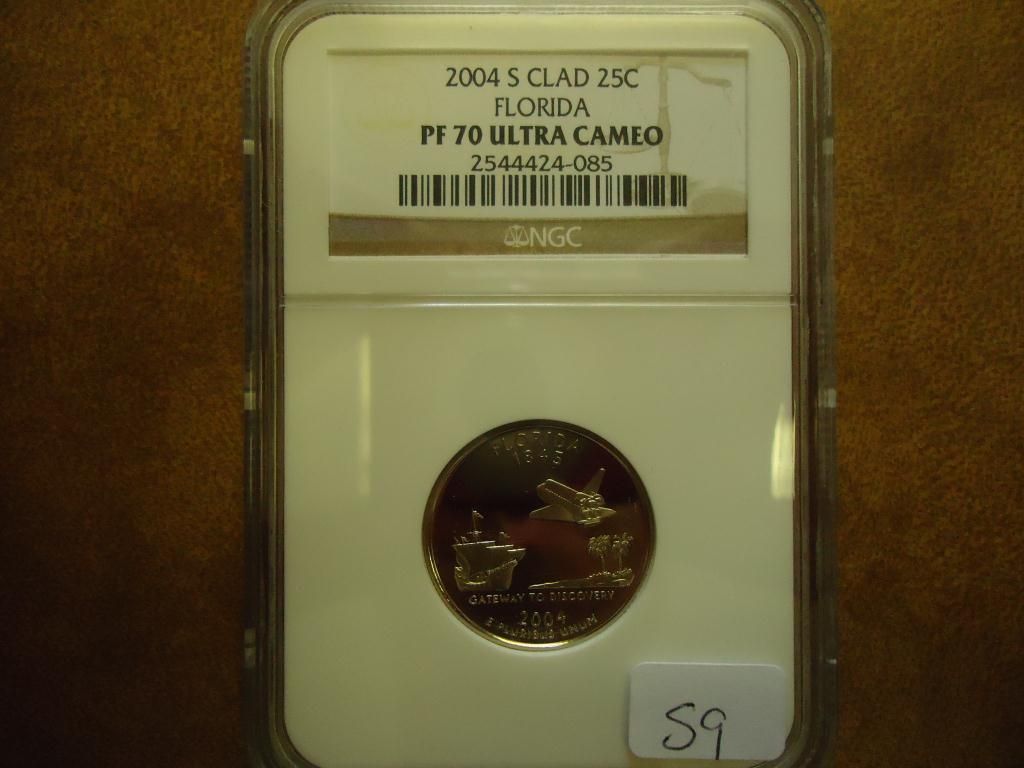 2004 S CLAD 25C
FLORIDA
PF 70 ULTRA CAMEO
2544424-085
NGC
FLORIDA
1845
GATEWAY TO DISCOVERY
2004
E PLURIBUS UNUM
S9